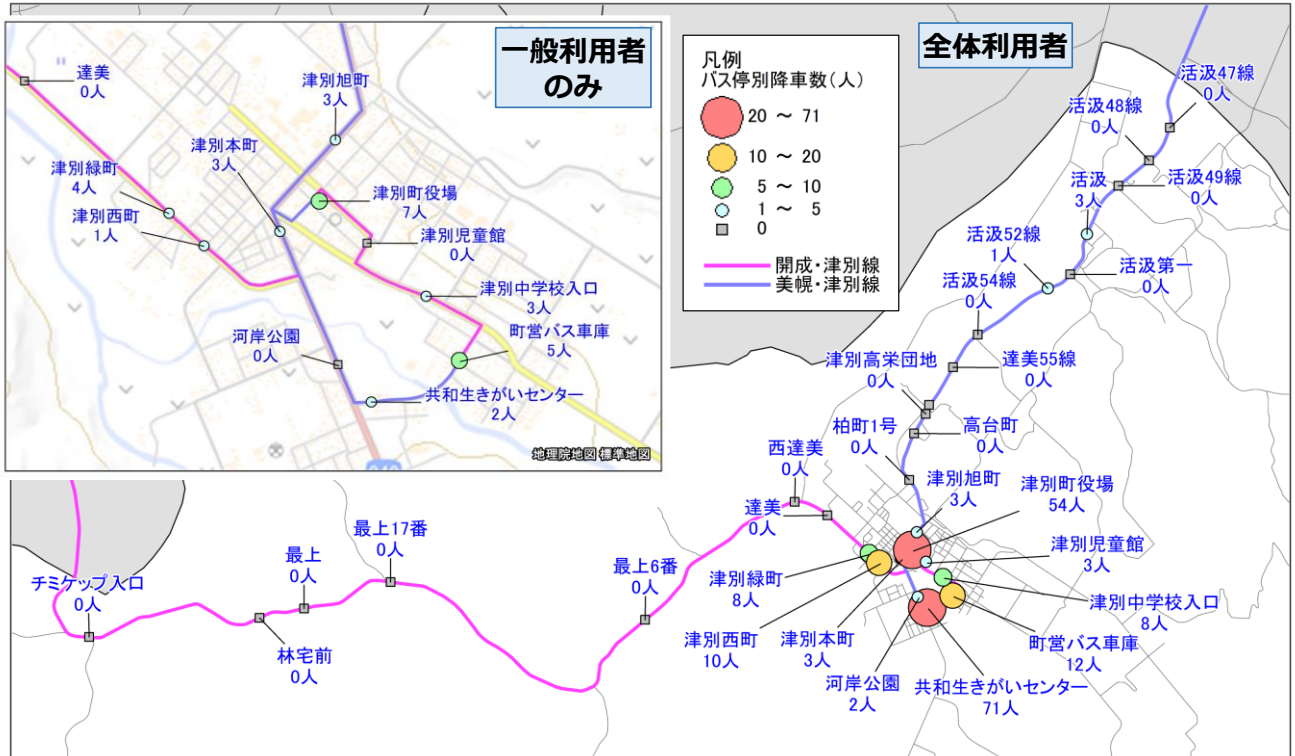 一般利用者
のみ
達美
0人
津別旭町
3人
津別本町
3人
津別緑町
4人
津別西町
1人
津別町役場
7人
津別児童館
0人
津別中学校入口
3人
河岸公園
0人
町営バス車庫
5人
共和生きがいセンター
2人
地理院地図 標準地図
凡例
バス停別降車数(人)
20 ～ 71
10 ～ 20
5 ～ 10
1 ～ 5
0
開成・津別線
美幌・津別線
全体利用者
活汲47線
0人
活汲48線
0人
活汲49線
0人
活汲
3人
活汲52線
1人
活汲第一
0人
活汲54線
0人
達美55線
0人
津別高栄団地
0人
高台町
0人
柏町1号
0人
西達美
0人
達美
0人
津別旭町
3人
津別町役場
54人
津別児童館
3人
津別中学校入口
8人
町営バス車庫
12人
共和生きがいセンター
71人
河岸公園
2人
津別本町
3人
津別西町
10人
津別緑町
8人
最上6番
0人
最上17番
0人
最上
0人
林宅前
0人
チミケップ入口
0人